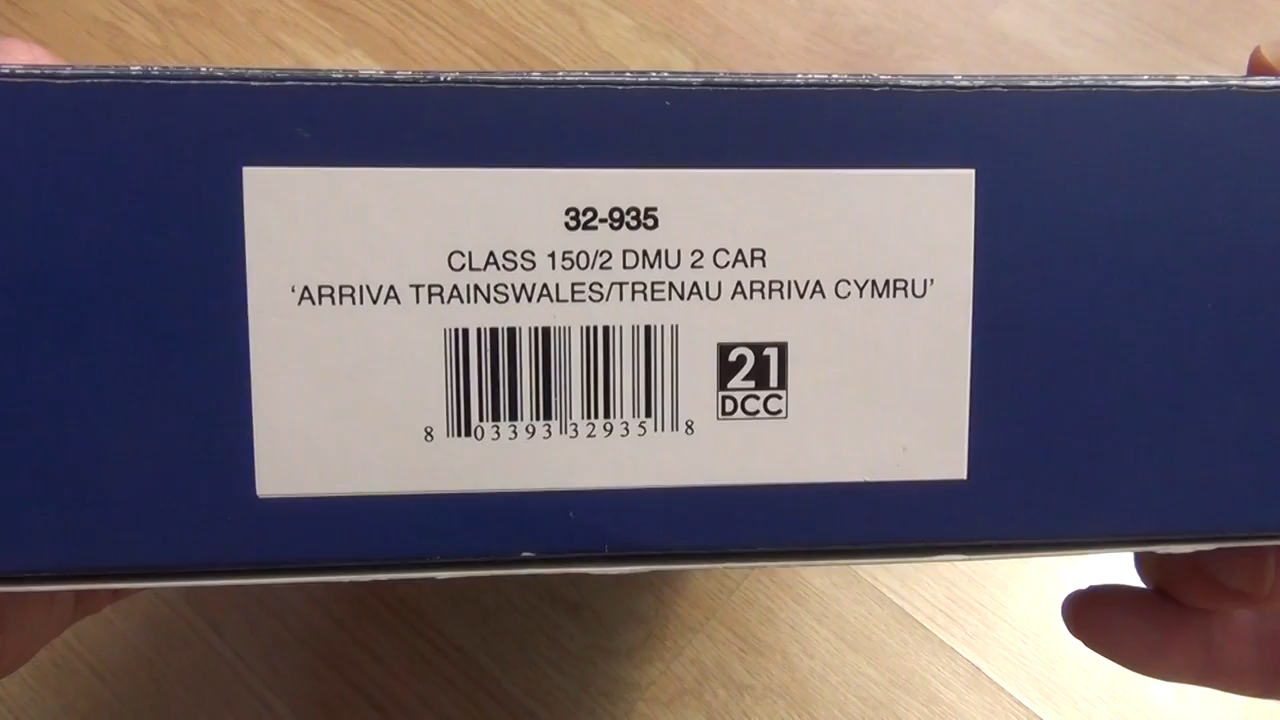 32-935
CLASS 150/2 DMU 2 CAR
‘ARRIVA TRAINSWALES/TRENAU ARRIVA CYMRU’
8 03393 32935 8
21
DCC